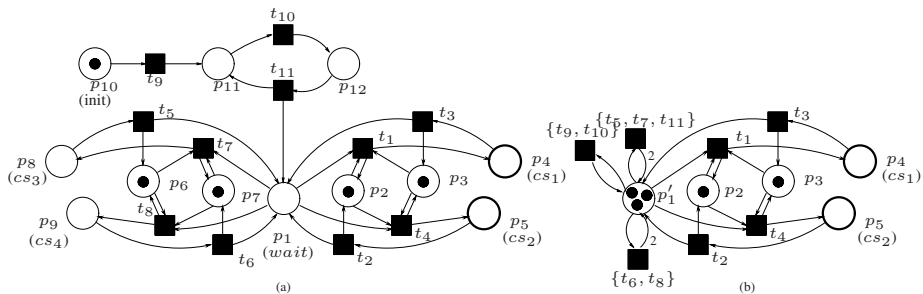 t10
p10
(init)
t9
p11
t11
p12
t5
t7
t1
t3
p8
(cs3)
p6
p7
p2
p3
p4
(cs1)
p9
(cs4)
t8
t6
p1
(wait)
t2
t4
p5
(cs2)
(a)
{t9, t10}
{t5, t7, t11}
2
t1
t3
p'1
p2
p3
p4
(cs1)
2
{t6, t8}
t2
t4
p5
(cs2)
(b)